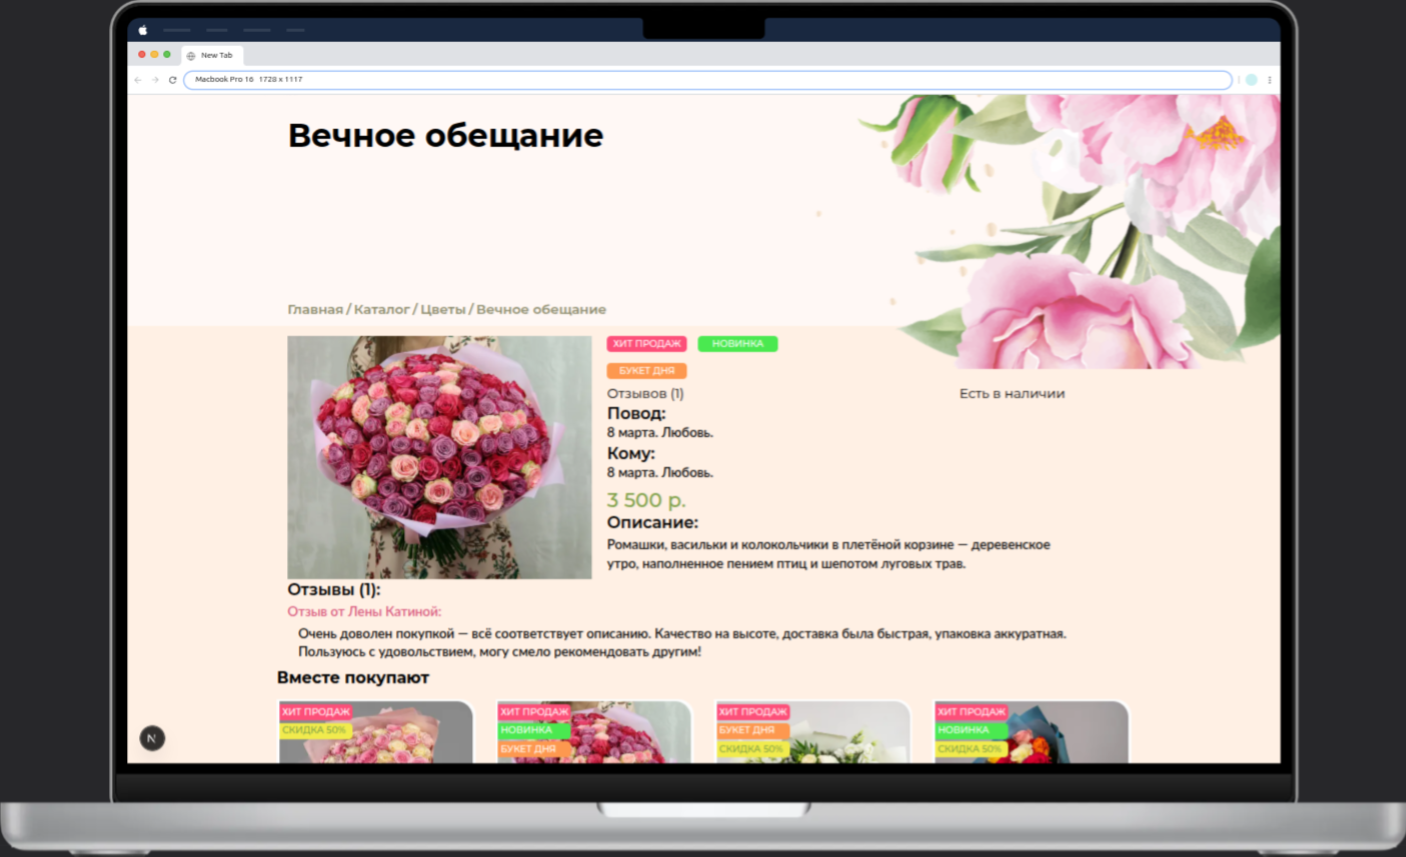 New Tab
Macbook Pro 16 1728 x 1117
Вечное обещание
Главная / Каталог / Цветы / Вечное обещание
ХИТ ПРОДАЖ НОВИНКА
БУКЕТ ДНЯ
Отзывов (1) Есть в наличии
Повод:
8 марта. Любовь.
Кому:
8 марта. Любовь.
3 500 р.
Описание:
Ромашки, васильки и колокольчики в плетёной корзине — деревенское
утро, наполненное пением птиц и шепотом луговых трав.
Отзывы (1):
Отзыв от Лены Катиной:
Очень доволен покупкой — всё соответствует описанию. Качество на высоте, доставка была быстрая, упаковка аккуратная.
Пользуюсь с удовольствием, могу смело рекомендовать другим!
Вместе покупают
ХИТ ПРОДАЖ ХИТ ПРОДАЖ ХИТ ПРОДАЖ ХИТ ПРОДАЖ
СКИДКА 50% НОВИНКА БУКЕТ ДНЯ НОВИНКА
БУКЕТ ДНЯ СКИДКА 50% СКИДКА 50%
N